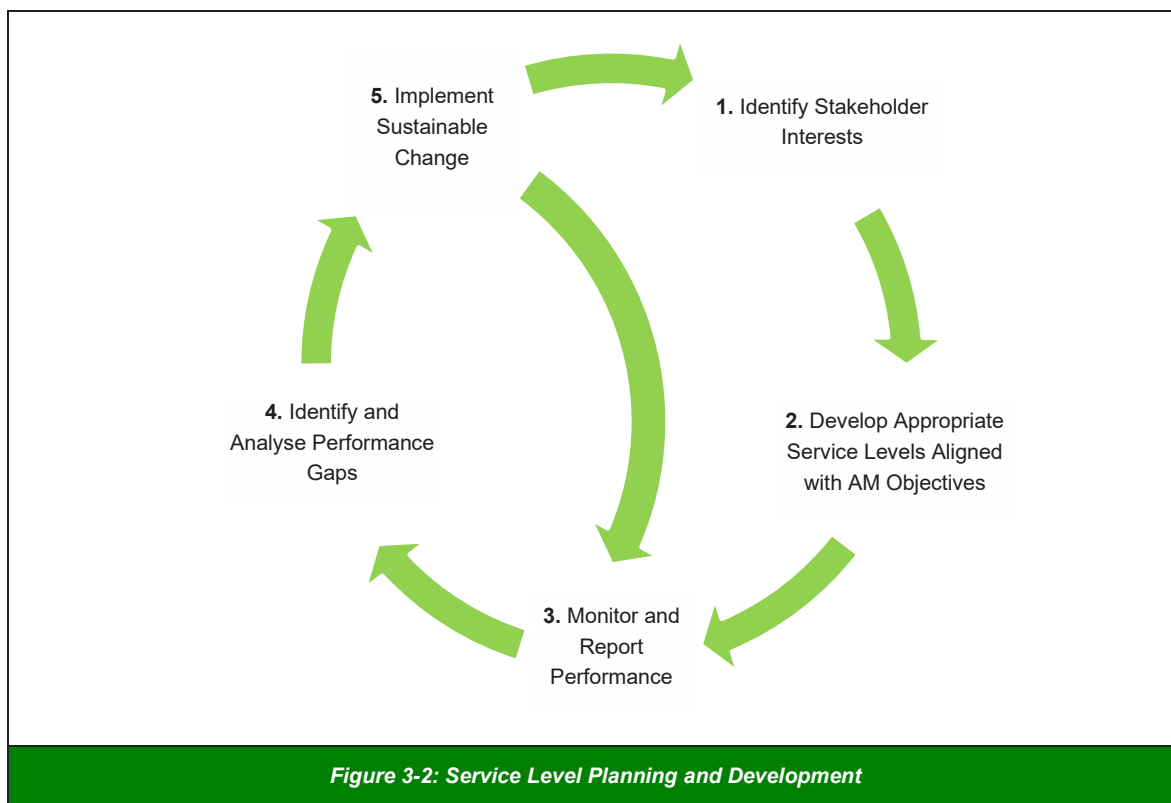 1. Identify Stakeholder
Interests
2. Develop Appropriate
Service Levels Aligned
with AM Objectives
3. Monitor and
Report
Performance
4. Identify and
Analyse Performance
Gaps
5. Implement
Sustainable
Change
Figure 3-2: Service Level Planning and Development